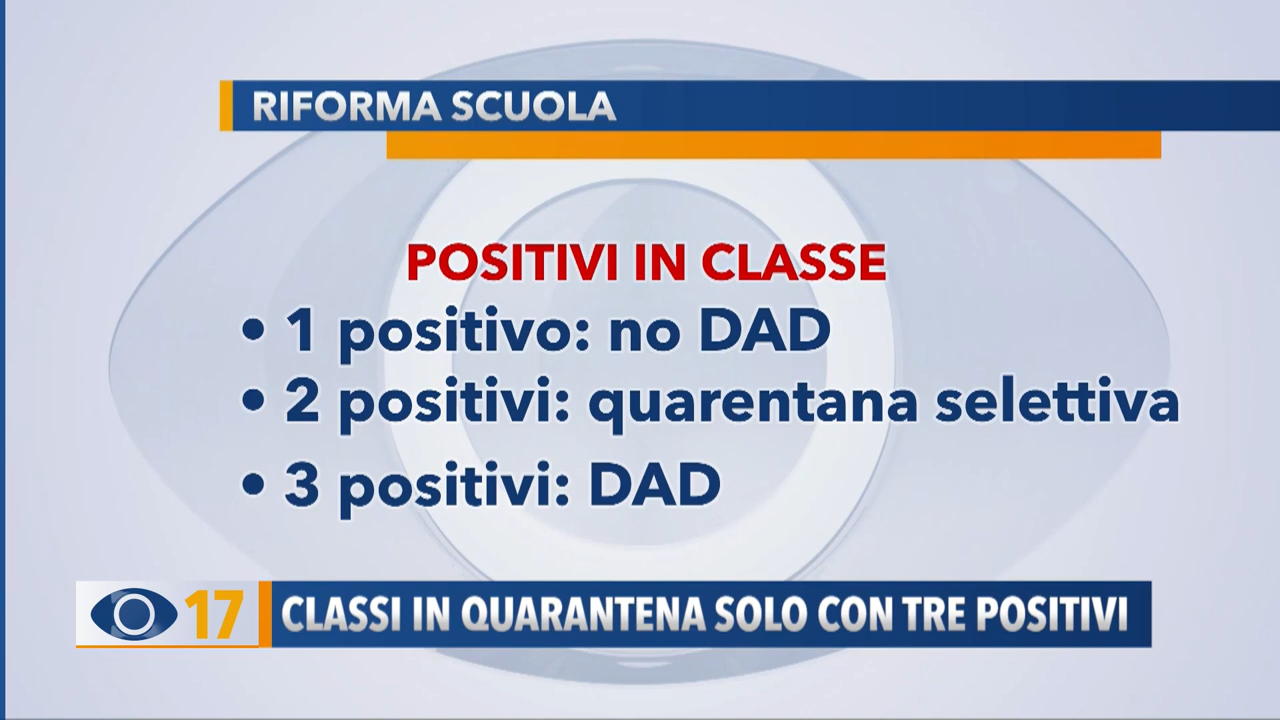 RIFORMA SCUOLA
POSITIVI IN CLASSE
• 1 positivo: no DAD
• 2 positivi: quarentana selettiva
• 3 positivi: DAD
17 CLASSI IN QUARANTENA SOLO CON TRE POSITIVI